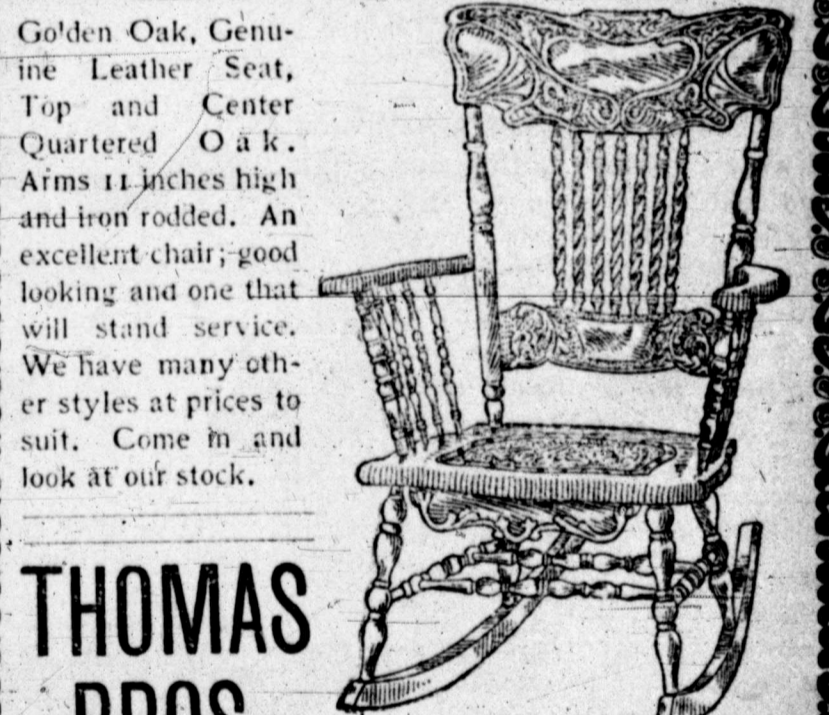 Golden Oak, Genu-
ine Leather Seat,
Top and Center
Quartered Oak.
Arms 11 inches high
and iron rodded. An
excellent chair; good
looking and one that
will stand service.
We have many oth-
er styles at prices to
suit. Come in and
look at our stock.
THOMAS
BROS